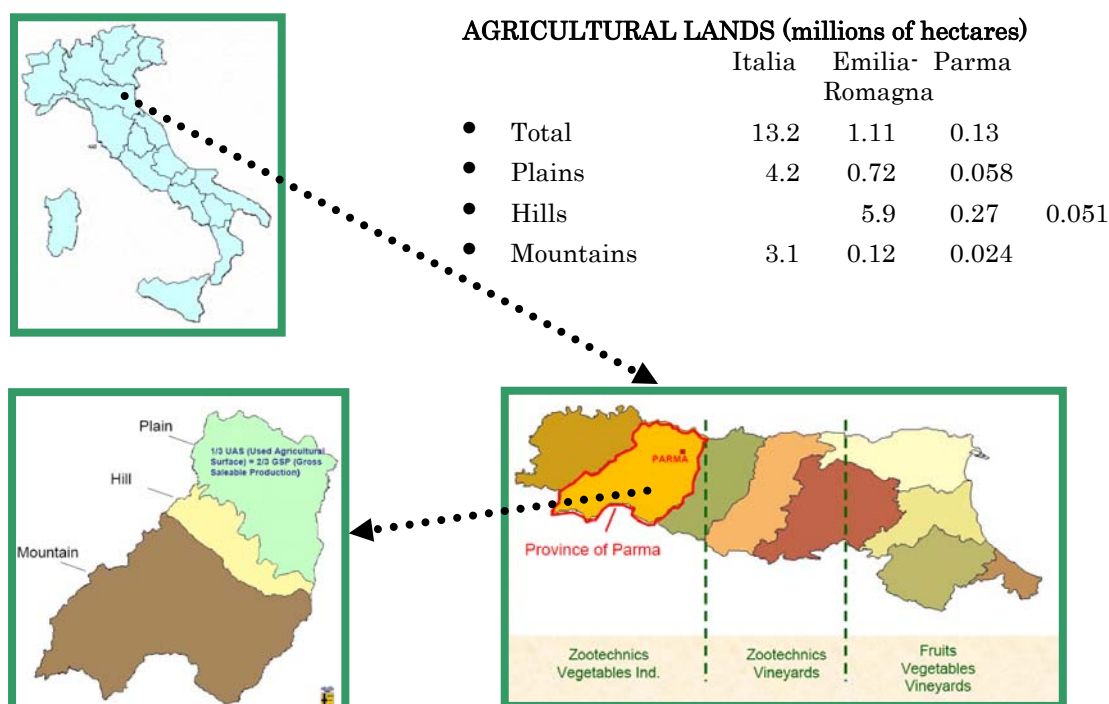 AGRICULTURAL LANDS (millions of hectares)
Italia Emilia- Parma
Romagna
• Total 13.2 1.11 0.13
• Plains 4.2 0.72 0.058
• Hills 5.9 0.27 0.051
• Mountains 3.1 0.12 0.024
Plain
1/3 UAS (Used Agricultural
Surface) = 2/3 GSP (Gross
Saleable Production)
Hill
Mountain
PARMA
Province of Parma
Zootechnics
Vegetables Ind.
Zootechnics
Vineyards
Fruits
Vegetables
Vineyards